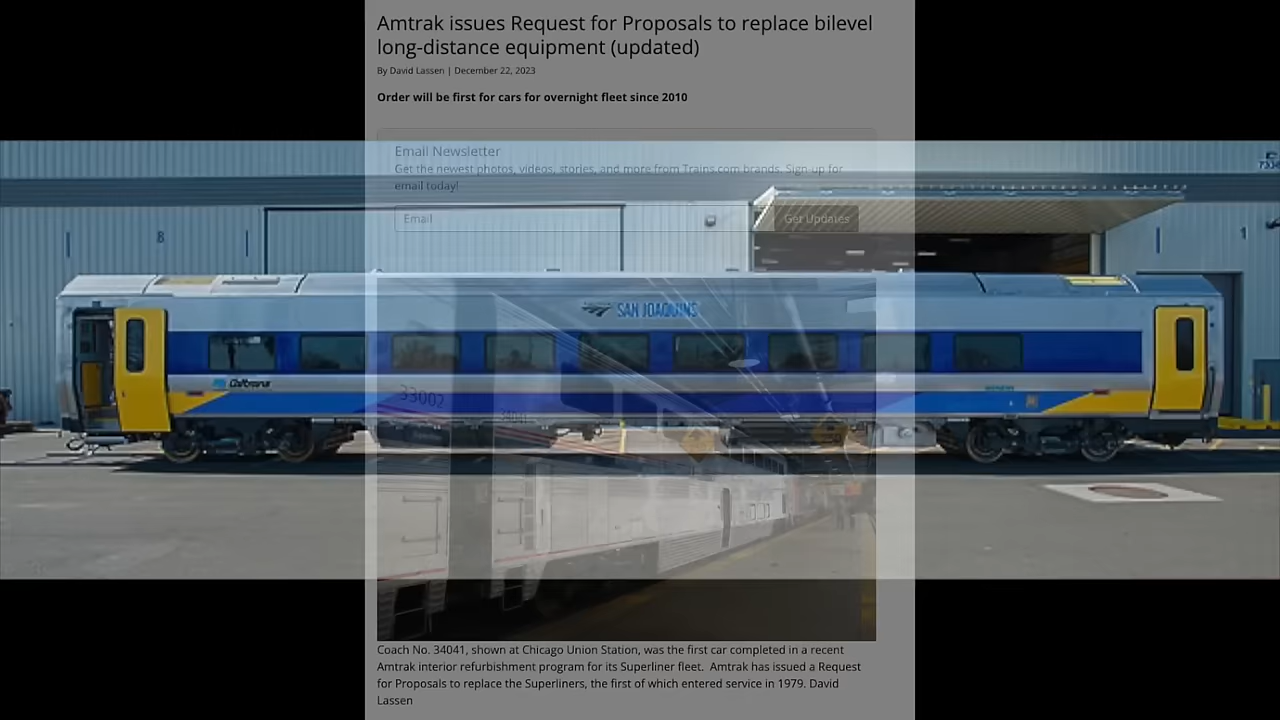 Amtrak issues Request for Proposals to replace bilevel
long-distance equipment (updated)
By David Lassen | December 22, 2023
Order will be first for cars for overnight fleet since 2010
Email Newsletter
Get the newest photos, videos, stories, and more from Trains.com brands. Sign-up for
email today!
Email
Get Updates
8
1
SAN JOAQUINS
Caltrans
SIEMENS
33002
34041
Coach No. 34041, shown at Chicago Union Station, was the first car completed in a recent
Amtrak interior refurbishment program for its Superliner fleet. Amtrak has issued a Request
for Proposals to replace the Superliners, the first of which entered service in 1979. David
Lassen